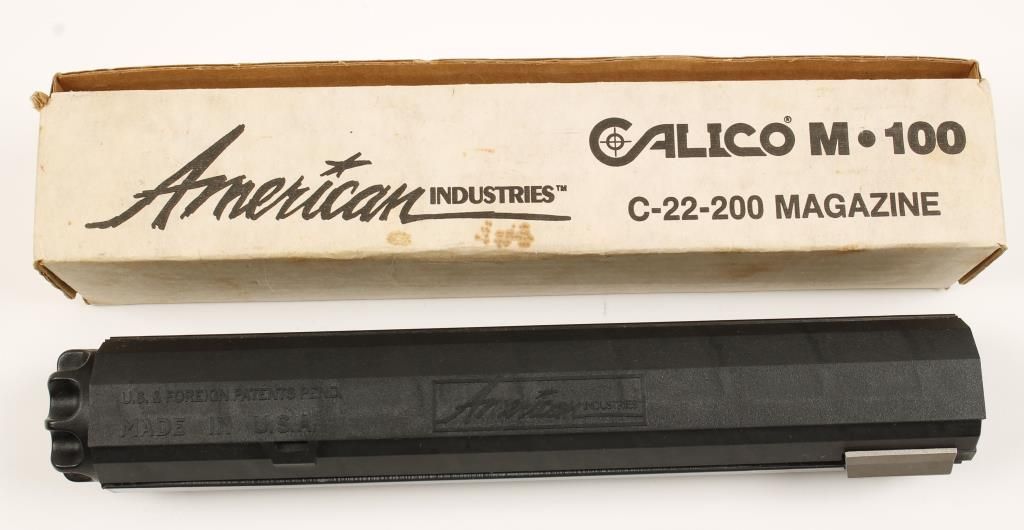 American INDUSTRIES™
CALICO® M•100
C-22-200 MAGAZINE
U.S. & FOREIGN PATENTS PEND.
MADE IN U.S.A.
American INDUSTRIES